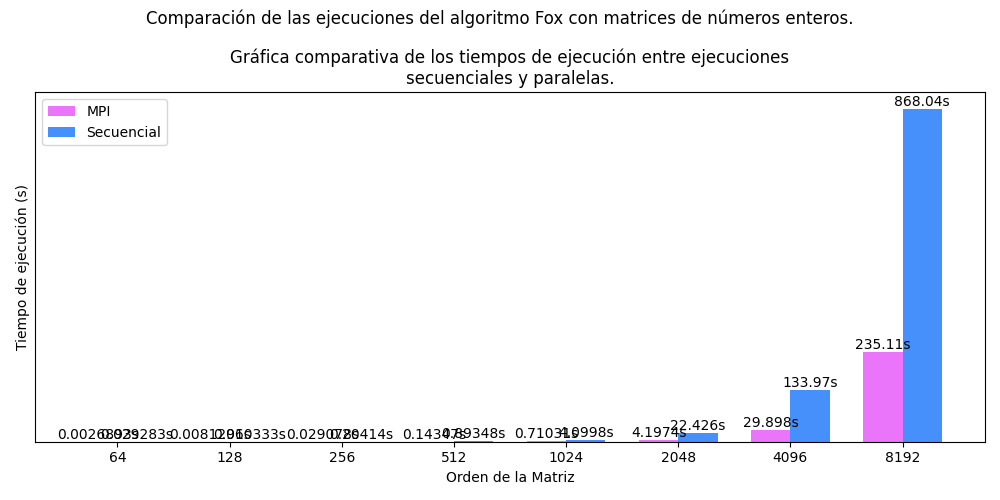 Comparación de las ejecuciones del algoritmo Fox con matrices de números enteros.
Gráfica comparativa de los tiempos de ejecución entre ejecuciones
secuenciales y paralelas.
MPI
Secuencial
Tiempo de ejecución (s)
0.71031s
4.1974s
22.426s
29.898s
133.97s
235.11s
868.04s
64 128 256 512 1024 2048 4096 8192
Orden de la Matriz